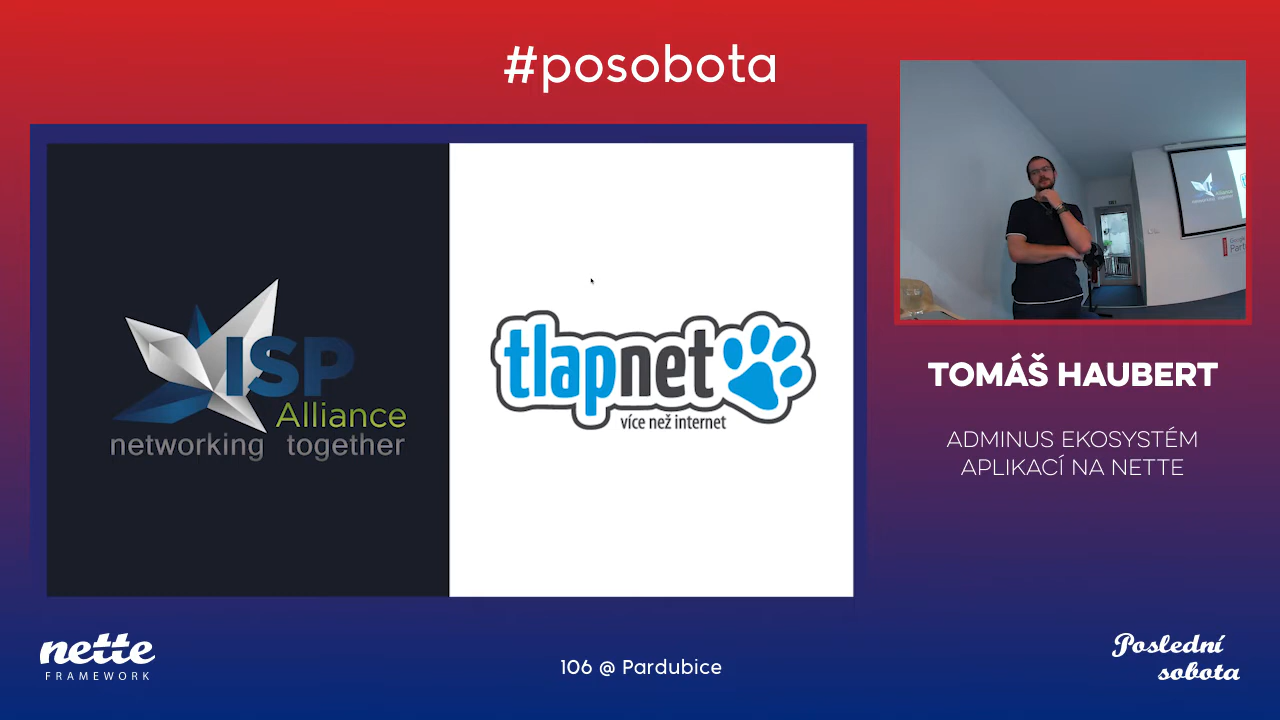 #posobota
ISP
Alliance
networking together
tlapnet
více než internet
TOMÁŠ HAUBERT
ADMINUS EKOSYSTÉM
APLIKACÍ NA NETTE
nette
FRAMEWORK
106 @ Pardubice
Poslední
sobota